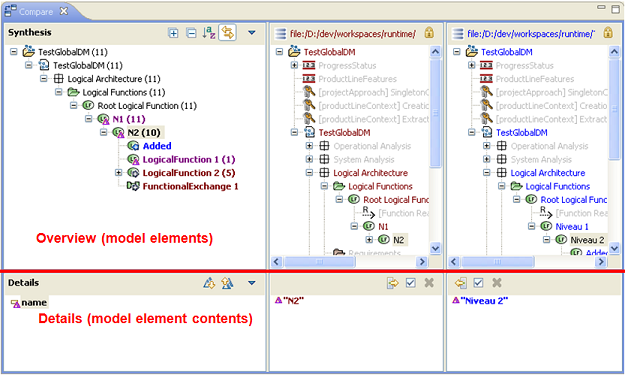 Compare
Synthesis
TestGlobalDM (11)
TestGlobalDM (11)
Logical Architecture (11)
Logical Functions (11)
Root Logical Function (11)
N1 (11)
N2 (10)
Added
LogicalFunction 1 (1)
LogicalFunction 2 (5)
FunctionalExchange 1
Overview (model elements)
file:/D:/dev/workspaces/runtime/
TestGlobalDM
ProgressStatus
ProductLineFeatures
[projectApproach] SingletonC
[productLineContext] Creatio
[productLineContext] Extract
TestGlobalDM
Operational Analysis
System Analysis
Logical Architecture
Logical Functions
Root Logical Func
[Function Rea
N1
N2
Requirements
file:/D:/dev/workspaces/runtime/
TestGlobalDM
ProgressStatus
ProductLineFeatures
[projectApproach] SingletonC
[productLineContext] Creatio
[productLineContext] Extract
TestGlobalDM
Operational Analysis
System Analysis
Logical Architecture
Logical Functions
Root Logical Func
[Function Rea
Niveau 1
Niveau 2
Added
Details
name
Details (model element contents)
"N2"
"Niveau 2"